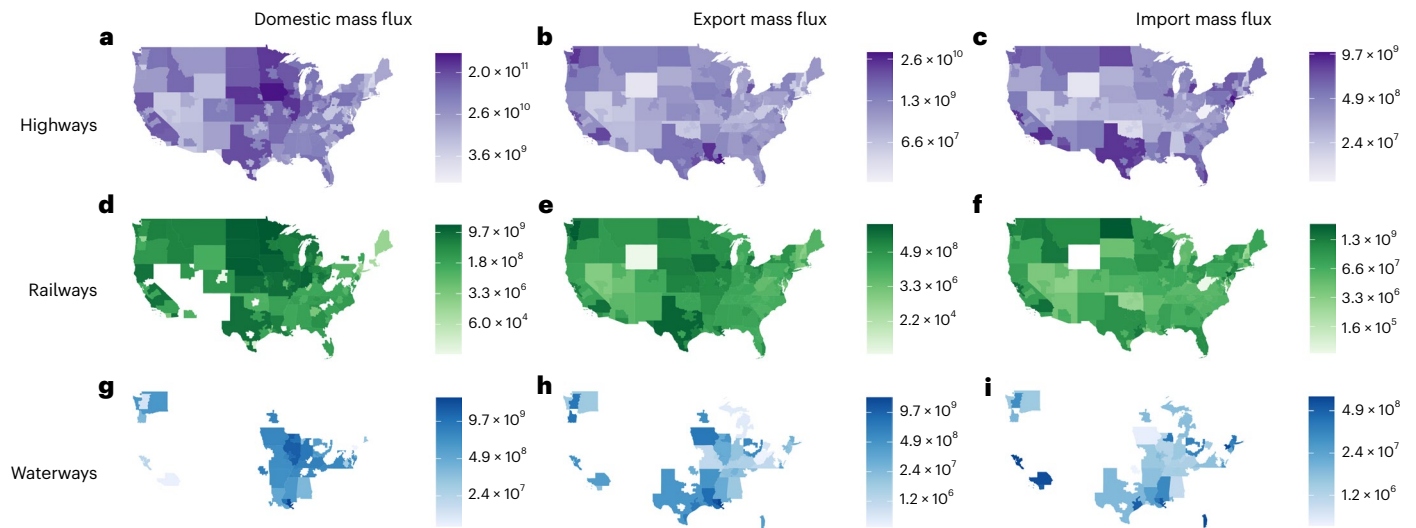 Domestic mass flux Export mass flux Import mass flux
a b c
Highways
2.0 × 10¹¹
2.6 × 10¹⁰
3.6 × 10⁹
2.6 × 10¹⁰
1.3 × 10⁹
6.6 × 10⁷
9.7 × 10⁹
4.9 × 10⁸
2.4 × 10⁷
d e f
Railways
9.7 × 10⁹
1.8 × 10⁸
3.3 × 10⁶
6.0 × 10⁴
4.9 × 10⁸
3.3 × 10⁶
2.2 × 10⁴
1.3 × 10⁹
6.6 × 10⁷
3.3 × 10⁶
1.6 × 10⁵
g h i
Waterways
9.7 × 10⁹
4.9 × 10⁸
2.4 × 10⁷
9.7 × 10⁹
4.9 × 10⁸
2.4 × 10⁷
1.2 × 10⁶
4.9 × 10⁸
2.4 × 10⁷
1.2 × 10⁶